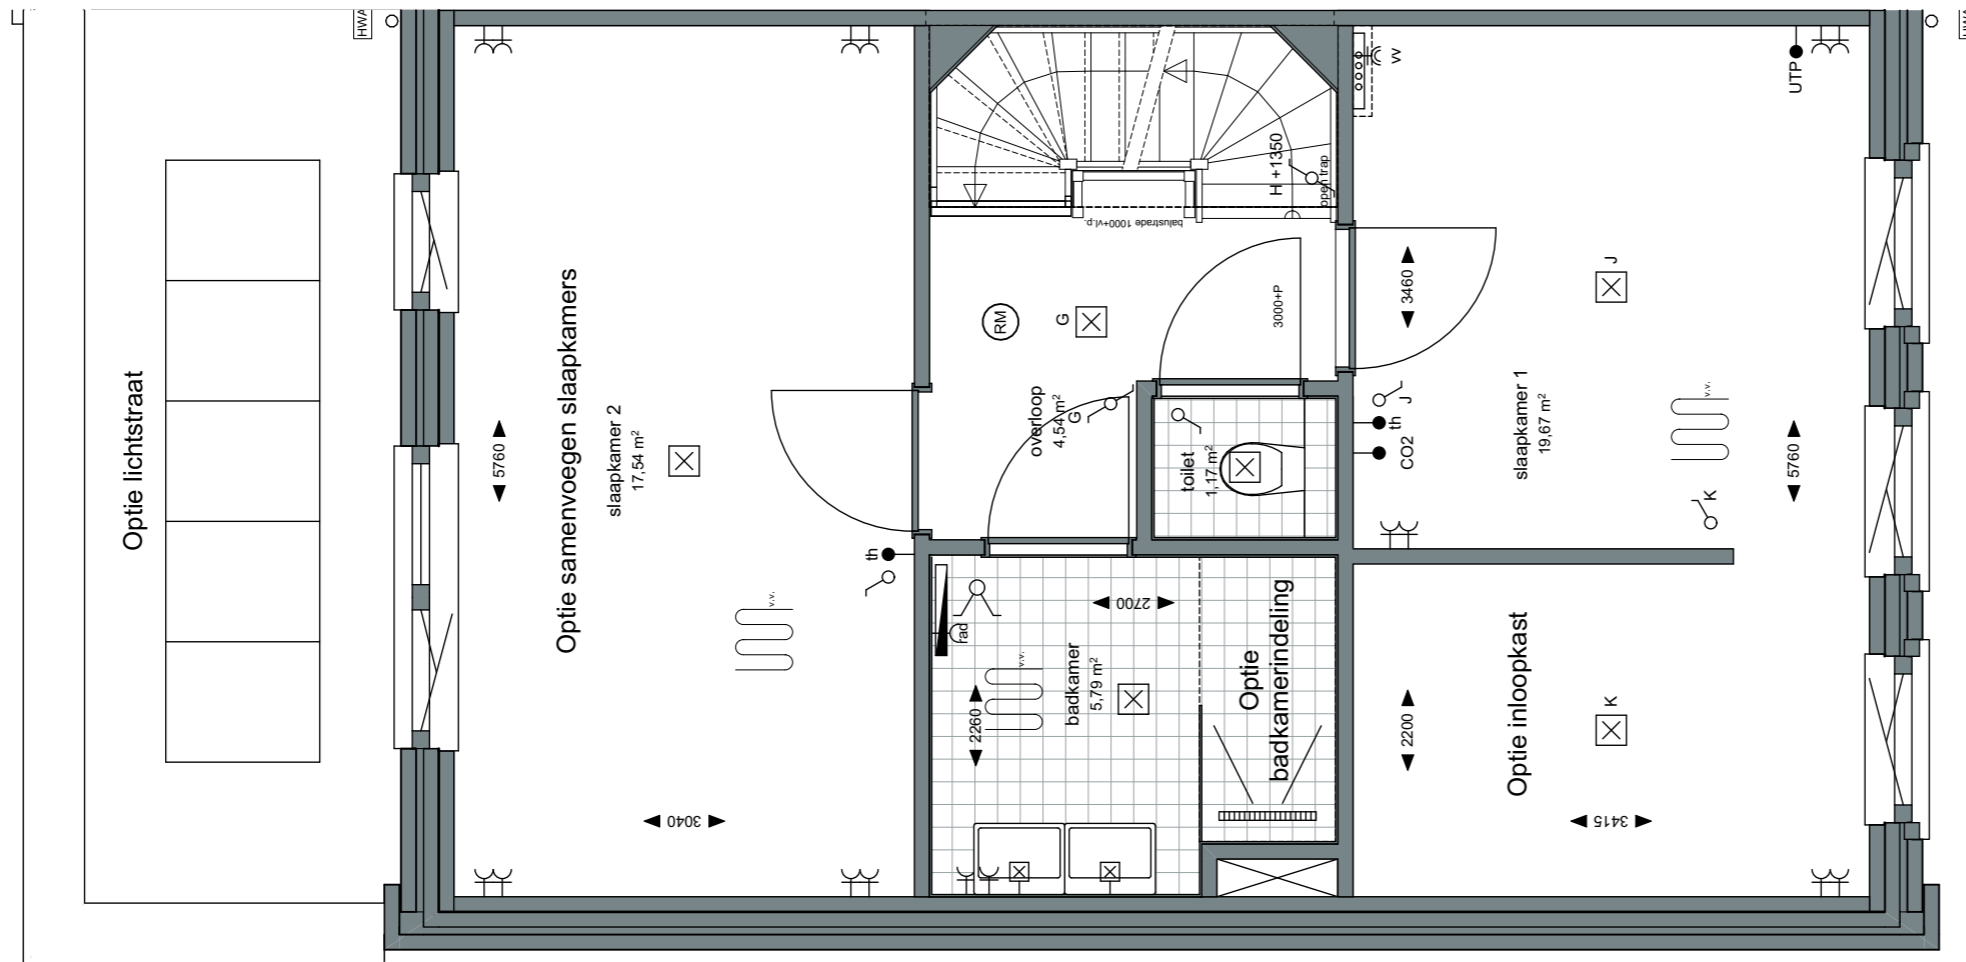 HWA
HWA
Optie lichtstraat
5760
Optie samenvoegen slaapkamers
slaapkamer 2
17,54 m²
3040
v.v.
th
RM
G
overloop
4,54 m²
G
H +1350
open trap
balustrade 1000+vl.p.
3000+P
toilet
1,17 m²
rad
2260
v.v.
badkamer
5,79 m²
2700
Optie
badkamerindeling
vv
UTP
3460
J
J
th
CO2
slaapkamer 1
19,67 m²
v.v.
K
5760
2200
Optie inloopkast
K
3415